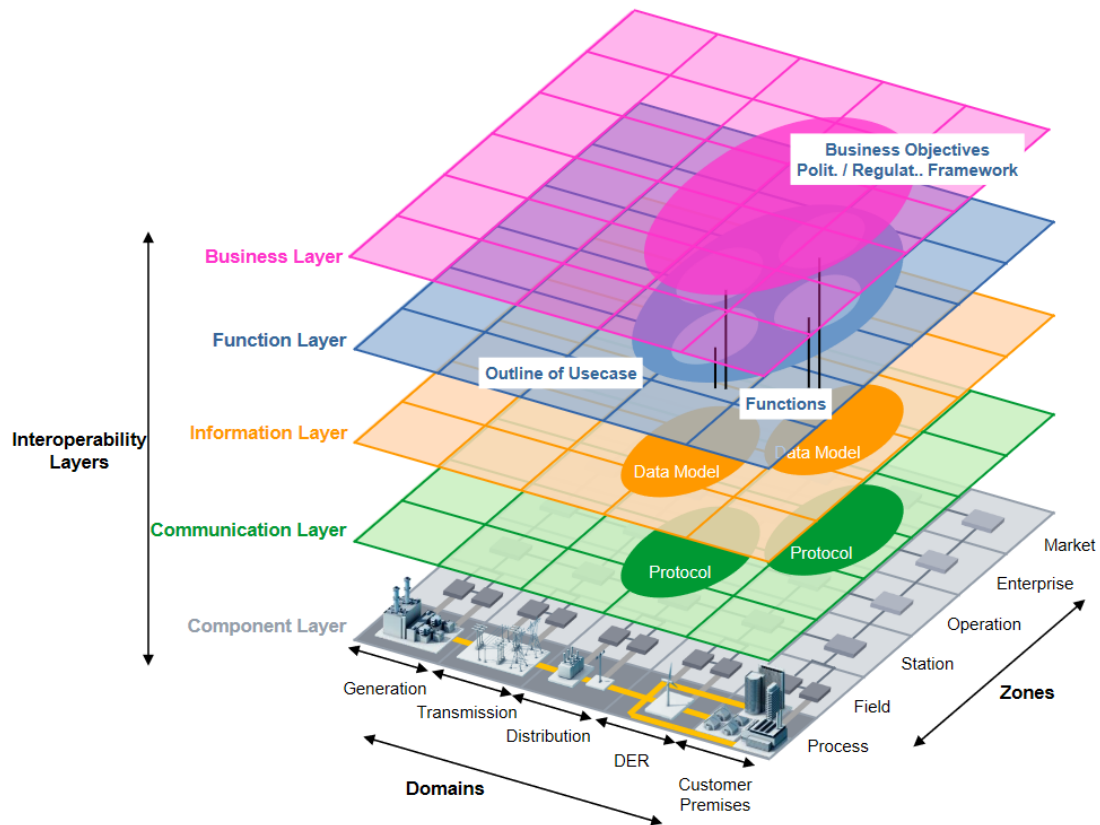 Business Objectives
Polit. / Regulat.. Framework
Business Layer
Function Layer
Outline of Usecase
Functions
Interoperability
Layers
Information Layer
Data Model
Data Model
Communication Layer
Protocol
Protocol
Component Layer
Market
Enterprise
Operation
Station
Field
Process
Zones
Generation
Transmission
Distribution
DER
Customer
Premises
Domains